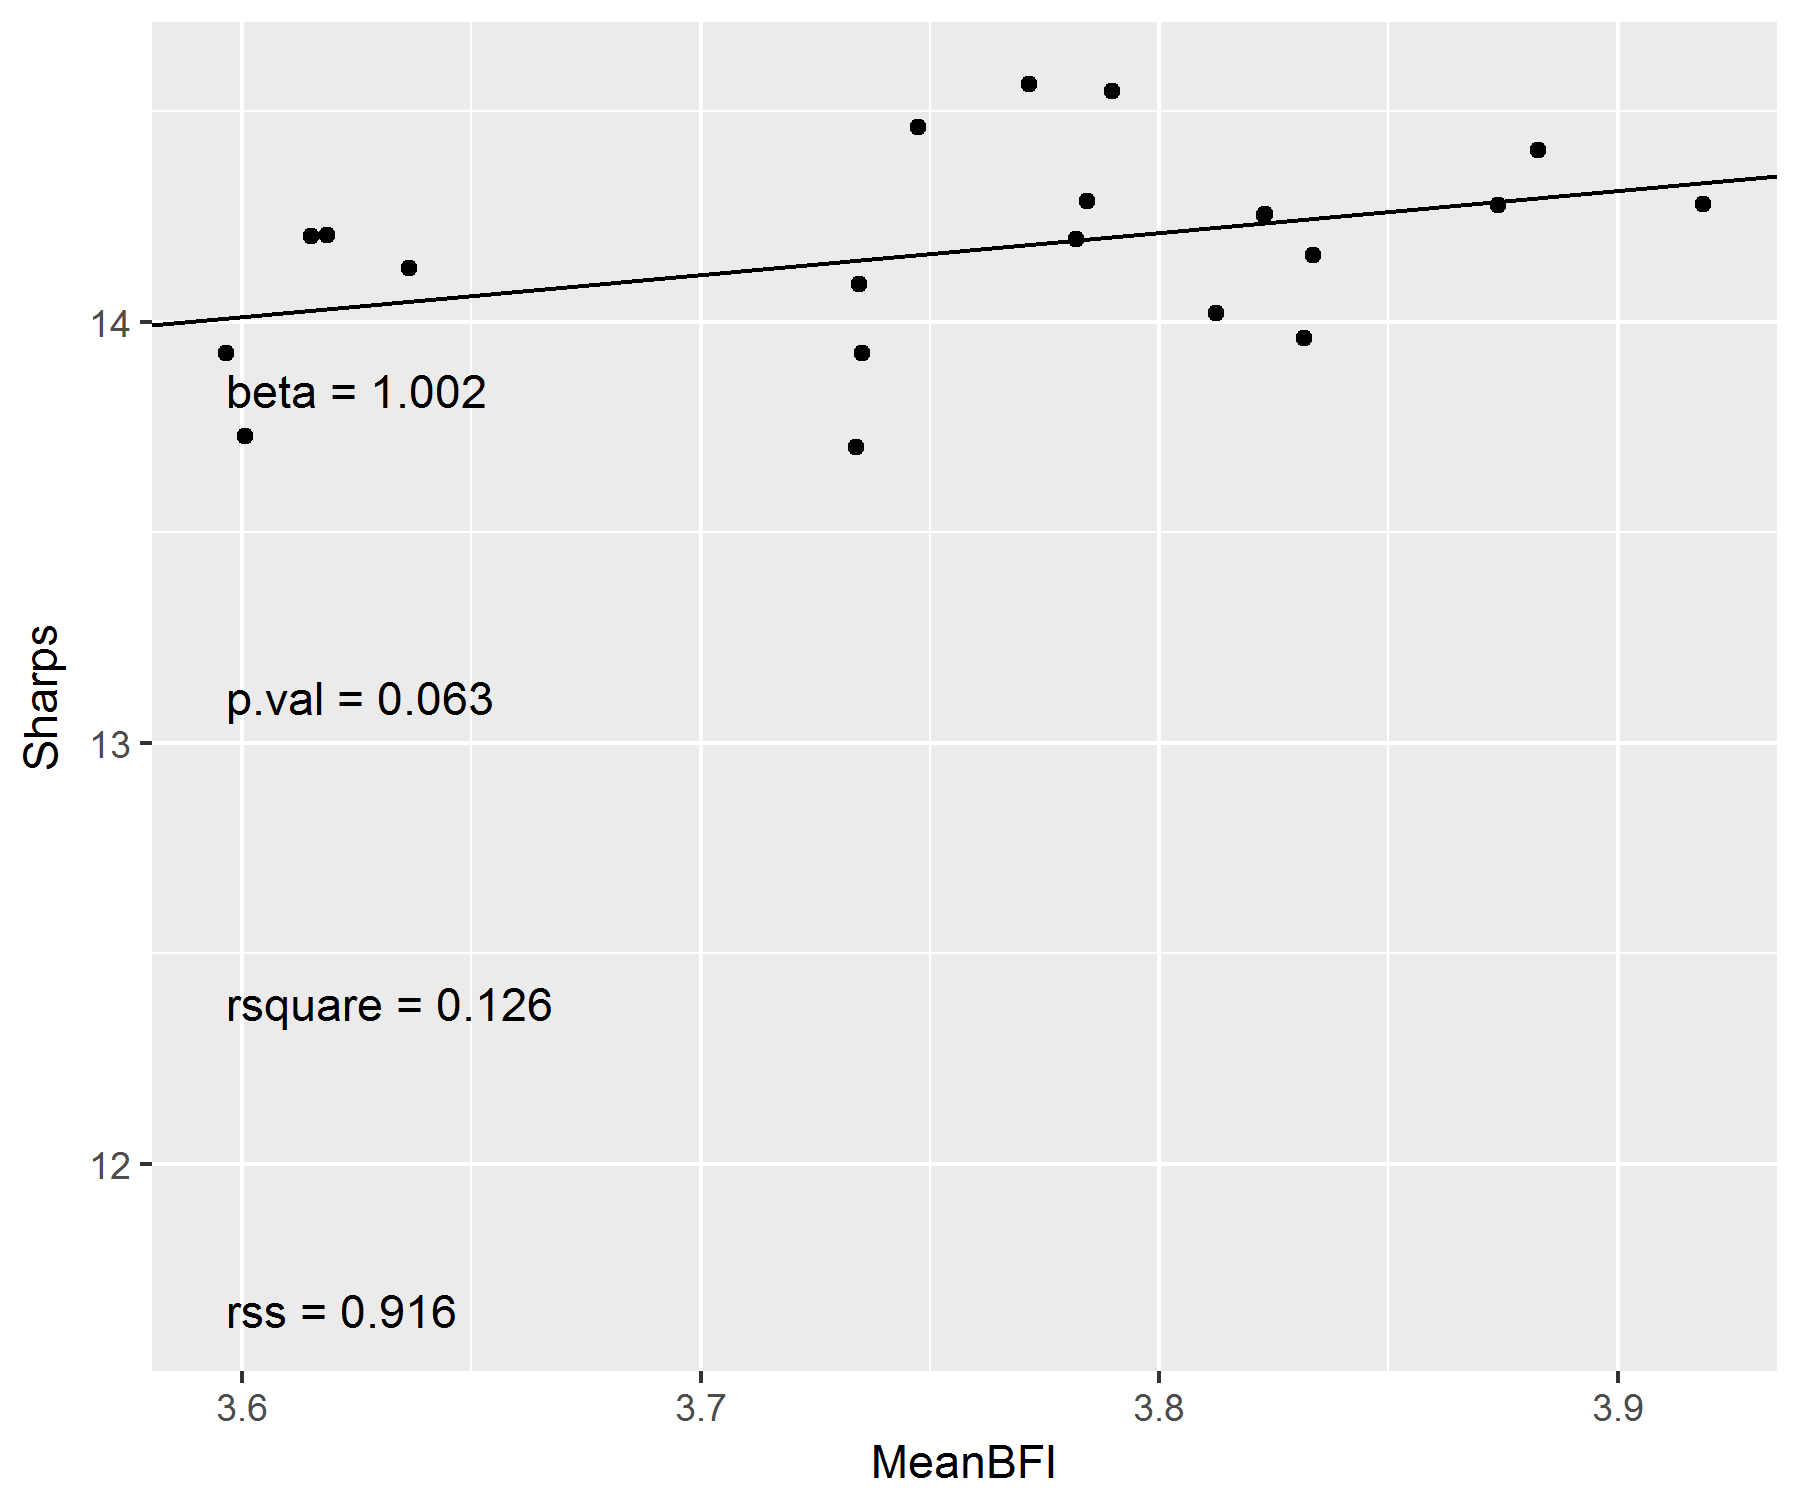 14
beta = 1.002
Sharps
p.val = 0.063
13
rsquare = 0.126
12
rss = 0.916
3.6 3.7 3.8 3.9
MeanBFI